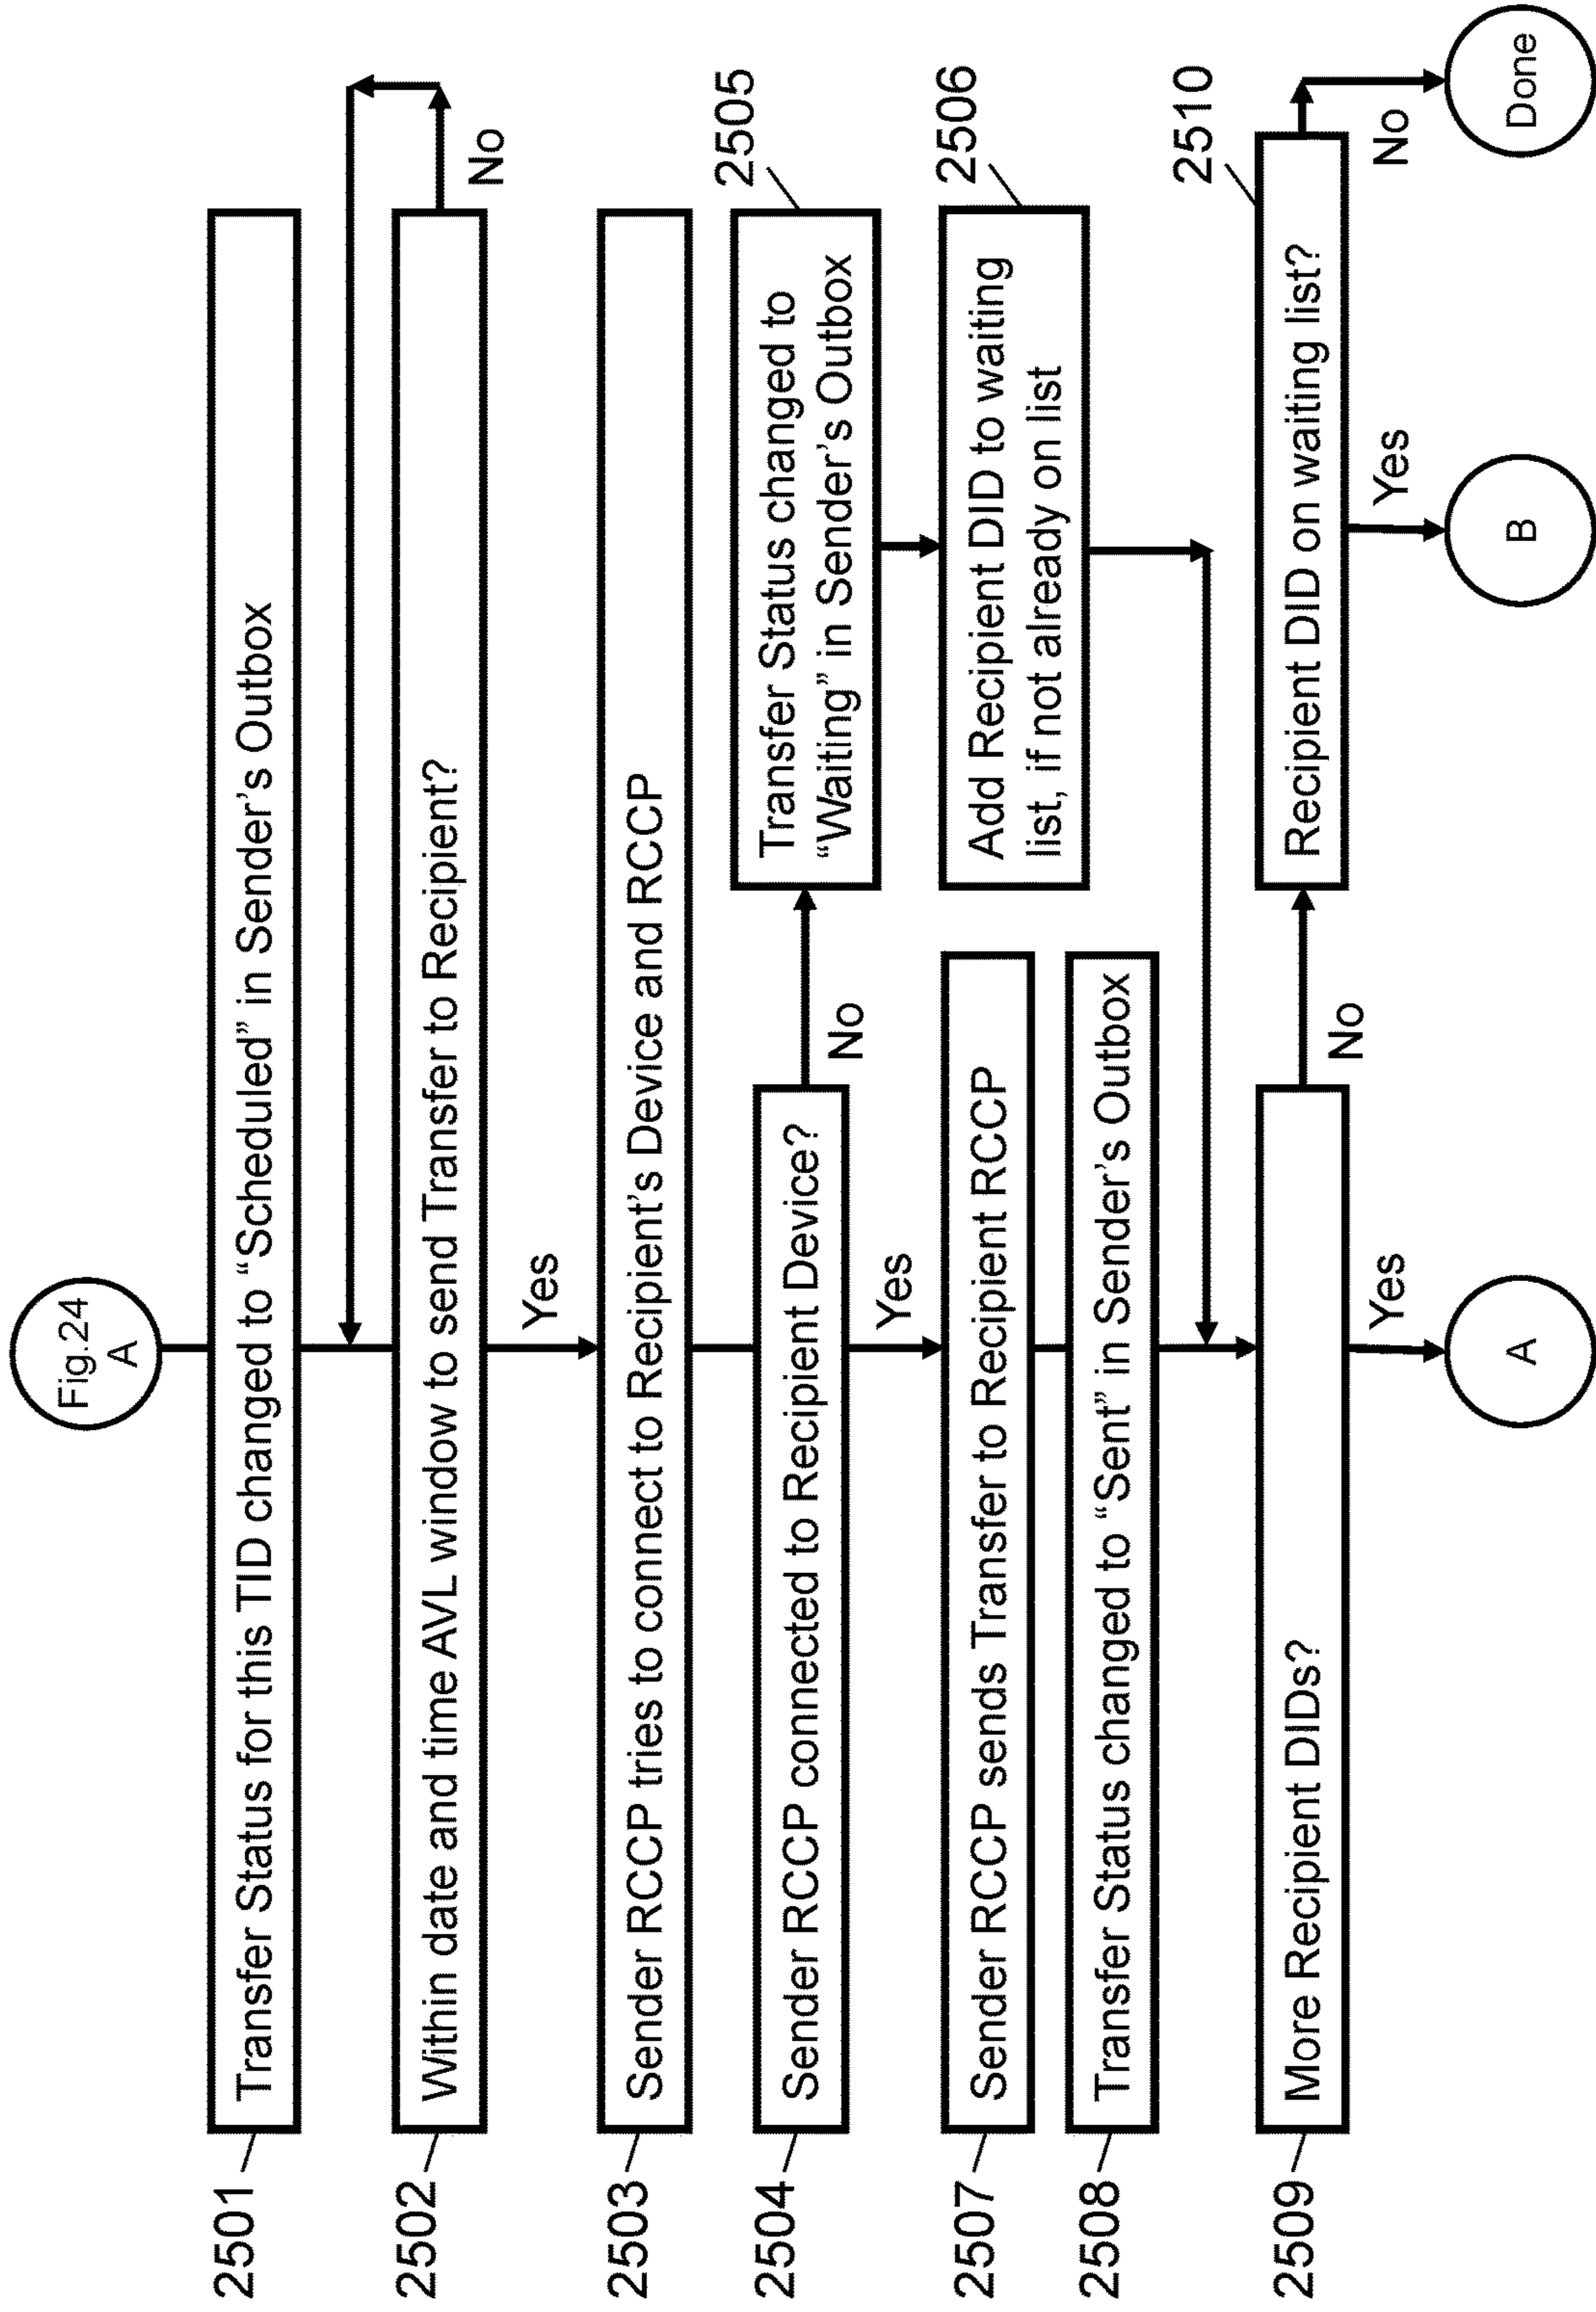 Fig.24
A
2501
Transfer Status for this TID changed to “Scheduled” in Sender’s Outbox
2502
Within date and time AVL window to send Transfer to Recipient?
No
Yes
2503
Sender RCCP tries to connect to Recipient’s Device and RCCP
2504
Sender RCCP connected to Recipient Device?
No
2505
Transfer Status changed to
“Waiting” in Sender’s Outbox
2506
Add Recipient DID to waiting
list, if not already on list
Yes
2507
Sender RCCP sends Transfer to Recipient RCCP
2508
Transfer Status changed to “Sent” in Sender’s Outbox
2509
More Recipient DIDs?
No
2510
Recipient DID on waiting list?
No
Yes
Yes
A
B
Done